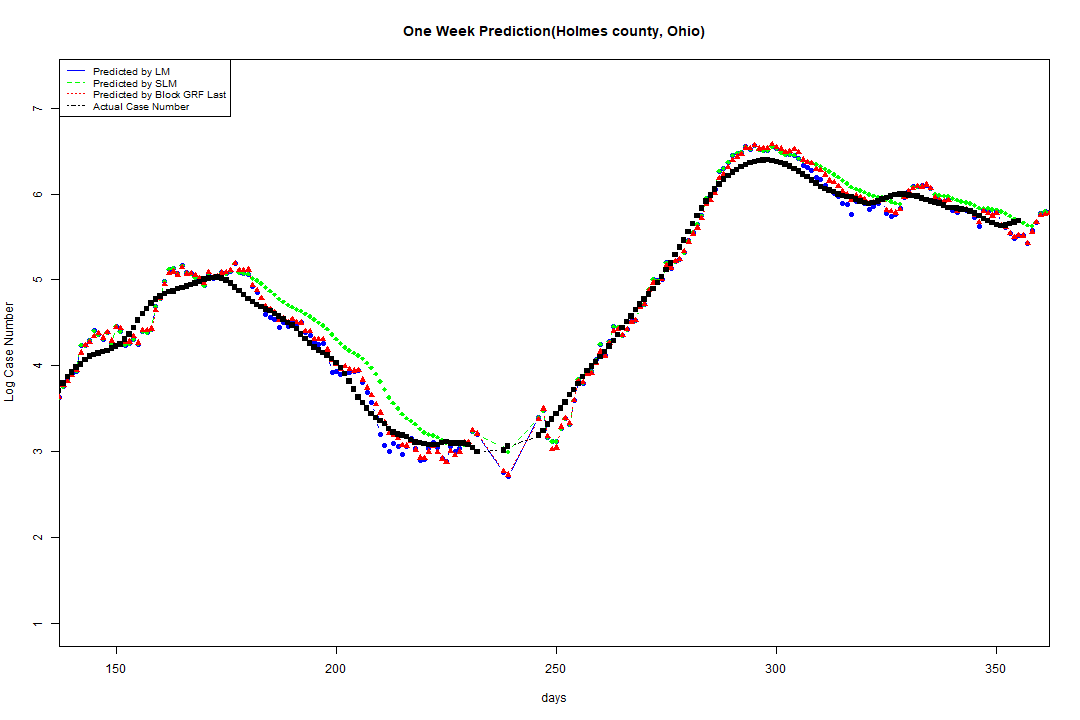 One Week Prediction(Holmes county, Ohio)
Predicted by LM
Predicted by SLM
Predicted by Block GRF Last
Actual Case Number
7
6
5
4
3
2
1
Log Case Number
150 200 250 300 350
days